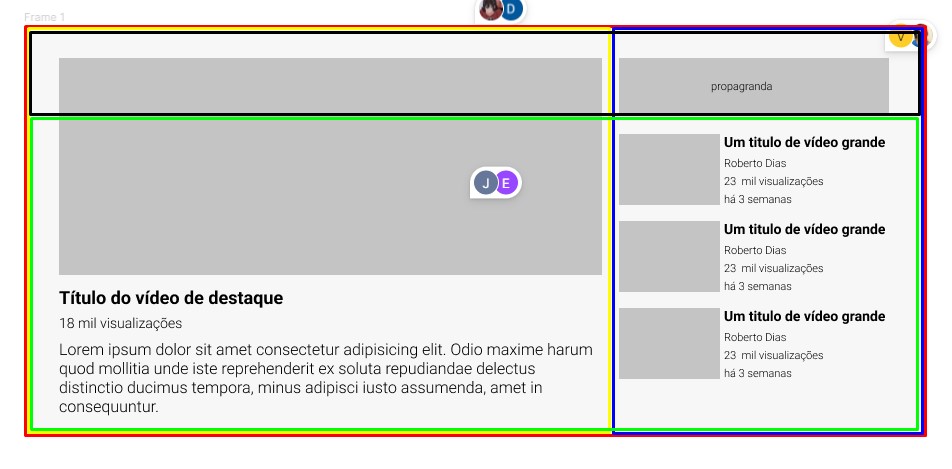 Frame 1
D
V
propagranda
J E
Título do vídeo de destaque
18 mil visualizações
Lorem ipsum dolor sit amet consectetur adipisicing elit. Odio maxime harum
quod mollitia unde iste reprehenderit ex soluta repudiandae delectus
distinctio ducimus tempora, minus adipisci iusto assumenda, amet in
consequuntur.
Um titulo de vídeo grande
Roberto Dias
23 mil visualizações
há 3 semanas
Um titulo de vídeo grande
Roberto Dias
23 mil visualizações
há 3 semanas
Um titulo de vídeo grande
Roberto Dias
23 mil visualizações
há 3 semanas